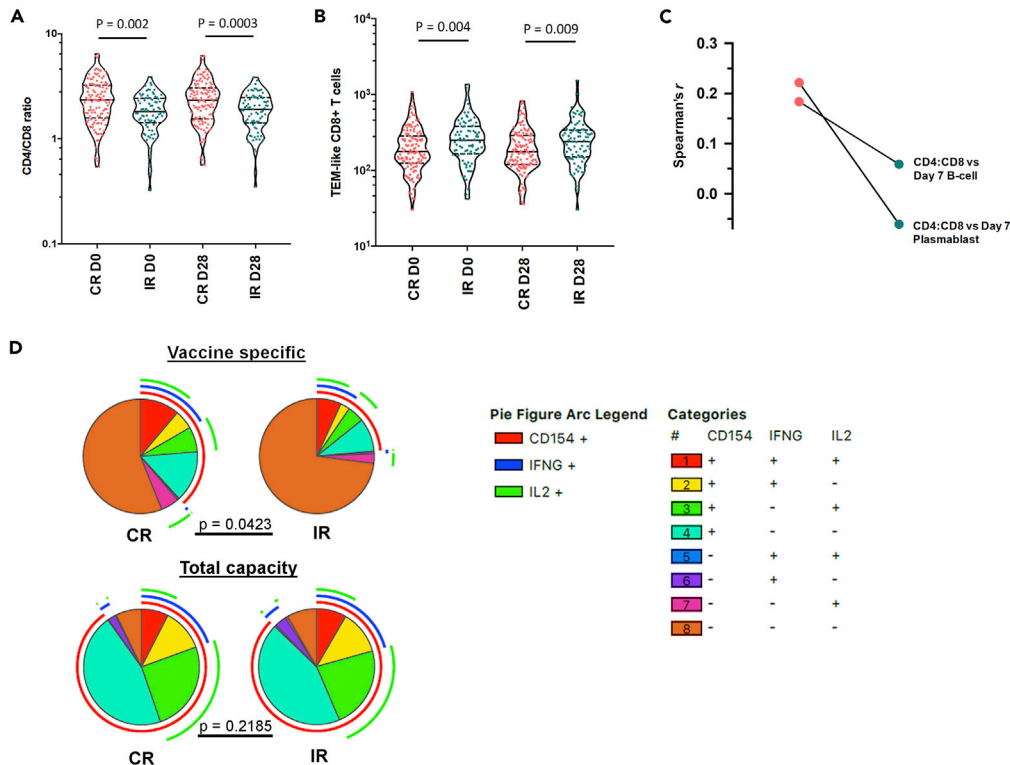 A
P = 0.002
P = 0.0003
CD4/CD8 ratio
10
1
0.1
CR D0
IR D0
CR D28
IR D28
B
P = 0.004
P = 0.009
TEM-like CD8+ T cells
10⁴
10³
10²
10¹
CR D0
IR D0
CR D28
IR D28
C
Spearman's r
0.3
0.2
0.1
0.0
CD4:CD8 vs
Day 7 B-cell
CD4:CD8 vs Day 7
Plasmablast
D
Vaccine specific
CR
p = 0.0423
IR
Total capacity
CR
p = 0.2185
IR
Pie Figure Arc Legend
CD154 +
IFNG +
IL2 +
Categories
# CD154 IFNG IL2
1 + + +
2 + + -
3 + - +
4 + - -
5 - + +
6 - + -
7 - - +
8 - - -